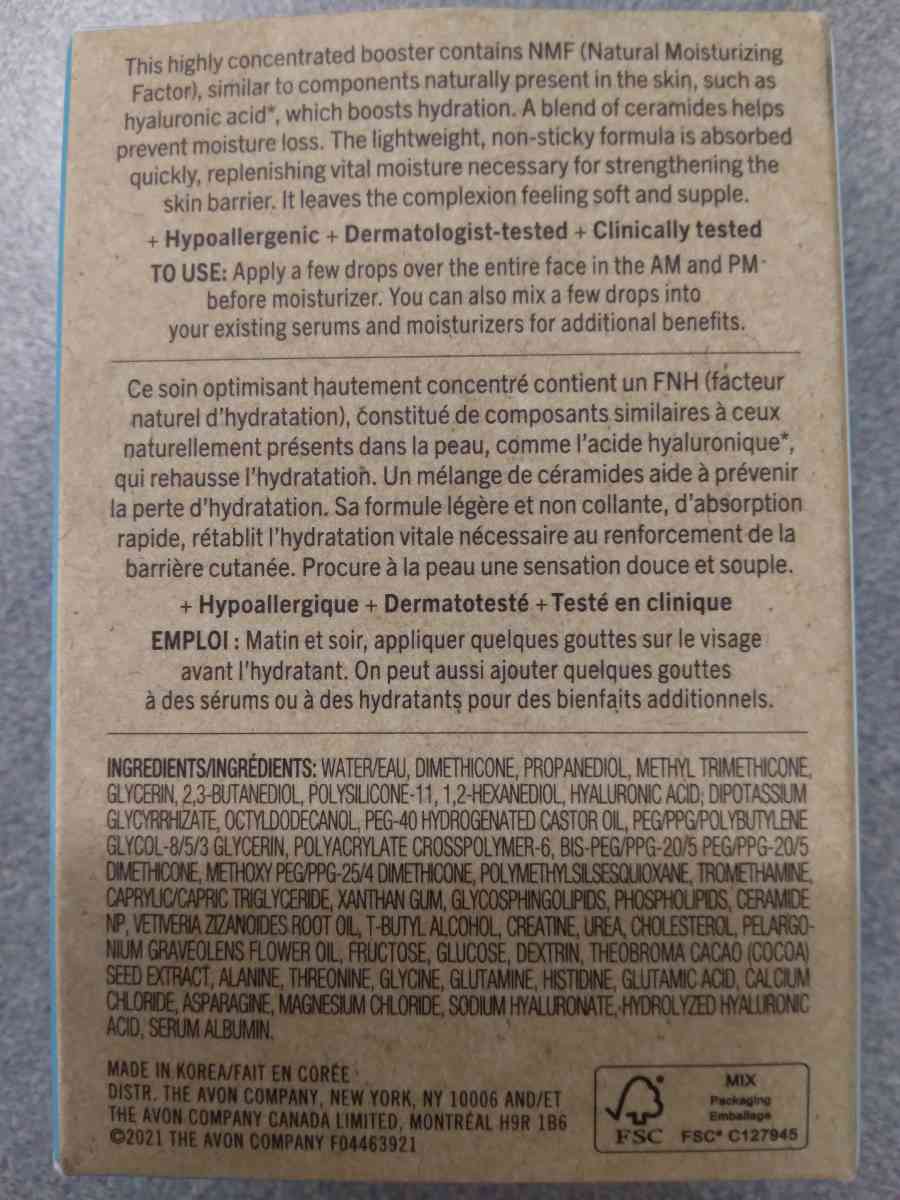 This highly concentrated booster contains NMF (Natural Moisturizing
Factor), similar to components naturally present in the skin, such as
hyaluronic acid*, which boosts hydration. A blend of ceramides helps
prevent moisture loss. The lightweight, non-sticky formula is absorbed
quickly, replenishing vital moisture necessary for strengthening the
skin barrier. It leaves the complexion feeling soft and supple.
+ Hypoallergenic + Dermatologist-tested + Clinically tested
TO USE: Apply a few drops over the entire face in the AM and PM
before moisturizer. You can also mix a few drops into
your existing serums and moisturizers for additional benefits.
Ce soin optimisant hautement concentré contient un FNH (facteur
naturel d'hydratation), constitué de composants similaires à ceux
naturellement présents dans la peau, comme l'acide hyaluronique*,
qui rehausse l'hydratation. Un mélange de céramides aide à prévenir
la perte d'hydratation. Sa formule légère et non collante, d'absorption
rapide, rétablit l'hydratation vitale nécessaire au renforcement de la
barrière cutanée. Procure à la peau une sensation douce et souple.
+ Hypoallergique + Dermatotesté + Testé en clinique
EMPLOI : Matin et soir, appliquer quelques gouttes sur le visage
avant l'hydratant. On peut aussi ajouter quelques gouttes
à des sérums ou à des hydratants pour des bienfaits additionnels.
INGREDIENTS/INGRÉDIENTS: WATER/EAU, DIMETHICONE, PROPANEDIOL, METHYL TRIMETHICONE,
GLYCERIN, 2,3-BUTANEDIOL, POLYSILICONE-11, 1,2-HEXANEDIOL, HYALURONIC ACID, DIPOTASSIUM
GLYCYRRHIZATE, OCTYLDODECANOL, PEG-40 HYDROGENATED CASTOR OIL, PEG/PPG/POLYBUTYLENE
GLYCOL-8/5/3 GLYCERIN, POLYACRYLATE CROSSPOLYMER-6, BIS-PEG/PPG-20/5 PEG/PPG-20/5
DIMETHICONE, METHOXY PEG/PPG-25/4 DIMETHICONE, POLYMETHYLSILSESQUIOXANE, TROMETHAMINE,
CAPRYLIC/CAPRIC TRIGLYCERIDE, XANTHAN GUM, GLYCOSPHINGOLIPIDS, PHOSPHOLIPIDS, CERAMIDE
NP, VETIVERIA ZIZANOIDES ROOT OIL, T-BUTYL ALCOHOL, CREATINE, UREA, CHOLESTEROL, PELARGO-
NIUM GRAVEOLENS FLOWER OIL, FRUCTOSE, GLUCOSE, DEXTRIN, THEOBROMA CACAO (COCOA)
SEED EXTRACT, ALANINE, THREONINE, GLYCINE, GLUTAMINE, HISTIDINE, GLUTAMIC ACID, CALCIUM
CHLORIDE, ASPARAGINE, MAGNESIUM CHLORIDE, SODIUM HYALURONATE, HYDROLYZED HYALURONIC
ACID, SERUM ALBUMIN.
MADE IN KOREA/FAIT EN CORÉE
DISTR. THE AVON COMPANY, NEW YORK, NY 10006 AND/ET
THE AVON COMPANY CANADA LIMITED, MONTRÉAL H9R 1B6
©2021 THE AVON COMPANY F04463921
MIX
Packaging
Emballage
FSC FSC® C127945